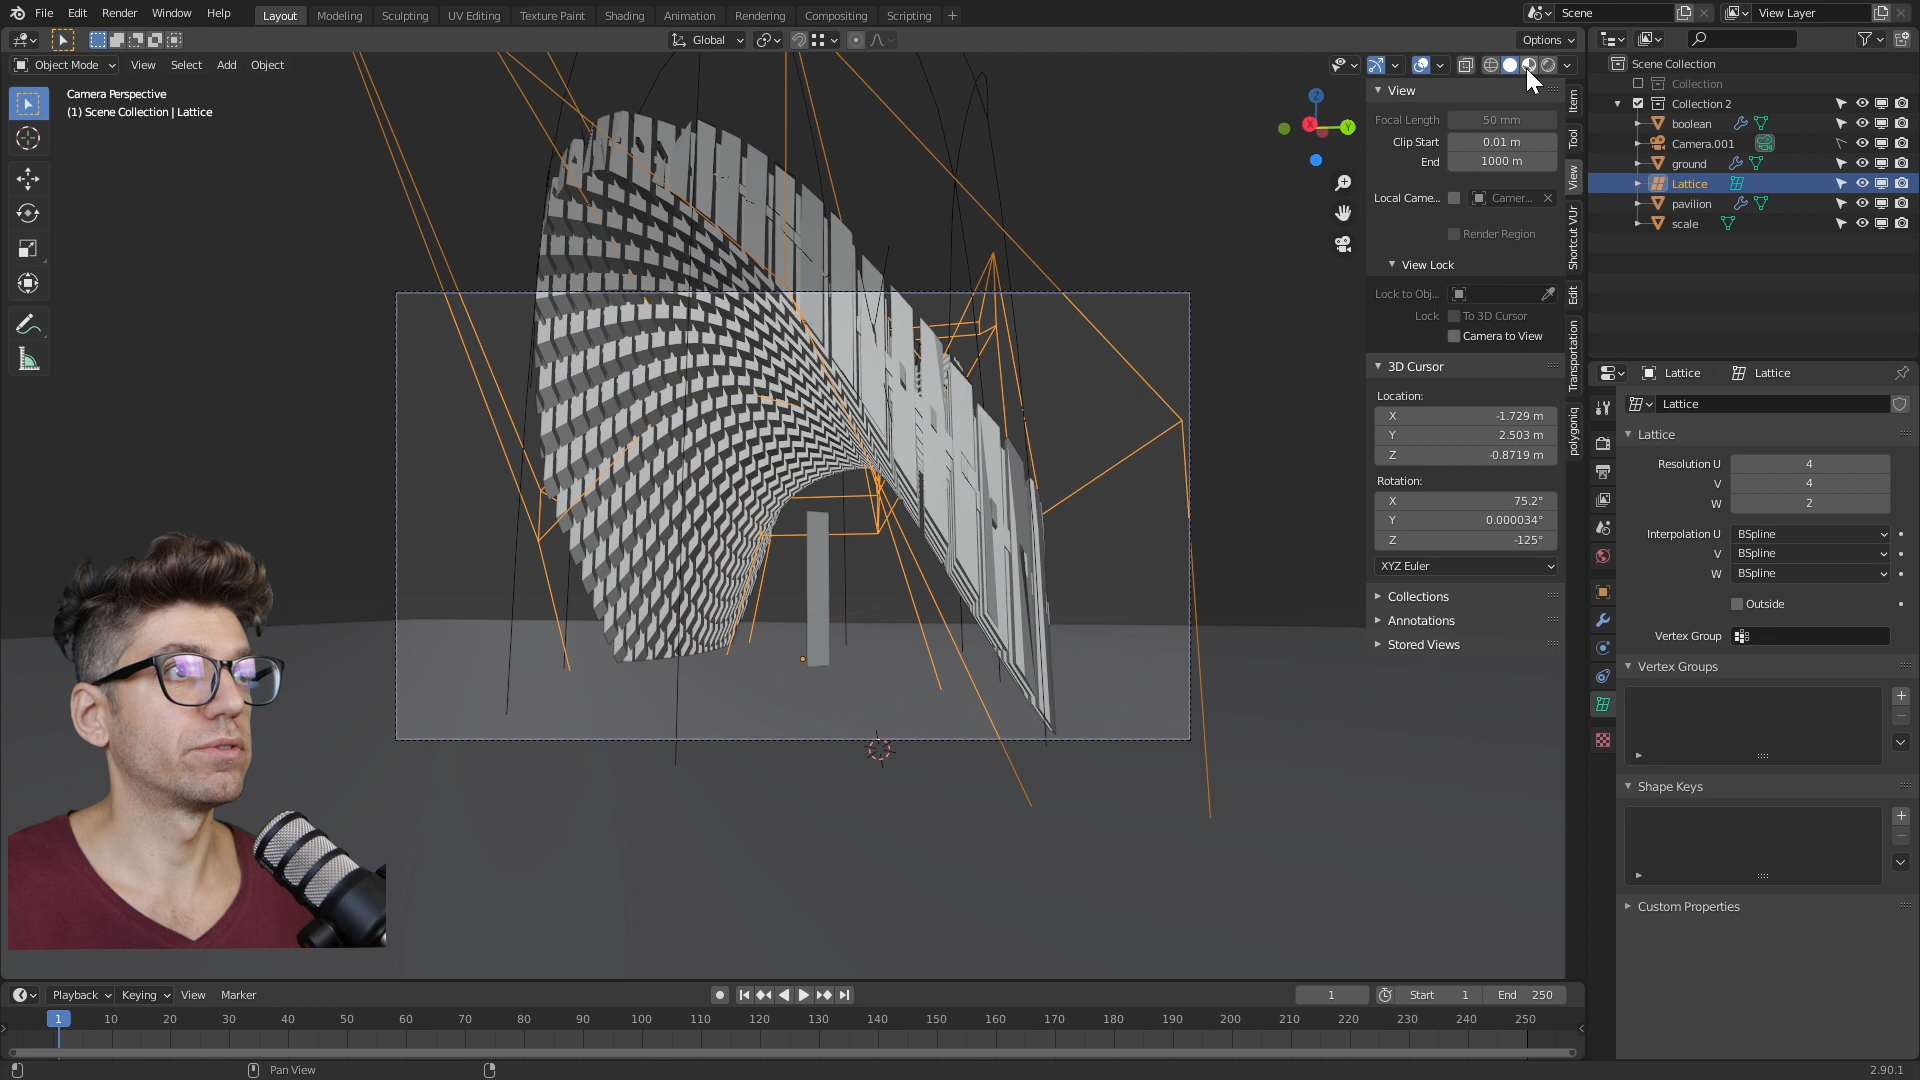 File Edit Render Window Help Layout Modeling Sculpting UV Editing Texture Paint Shading Animation Rendering Compositing Scripting + Scene View Layer
Global Options
Object Mode View Select Add Object
Camera Perspective
(1) Scene Collection | Lattice
Z
X
Y
View
Focal Length 50 mm
Clip Start 0.01 m
End 1000 m
Local Came... Camer...
Render Region
View Lock
Lock to Obj...
Lock To 3D Cursor
Camera to View
3D Cursor
Location:
X -1.729 m
Y 2.503 m
Z -0.8719 m
Rotation:
X 75.2°
Y 0.000034°
Z -125°
XYZ Euler
Collections
Annotations
Stored Views
Item
Tool
View
Shortcut VUr
Edit
Transportation
polygoniq
Scene Collection
Collection
Collection 2
boolean
Camera.001
ground
Lattice
pavilion
scale
Lattice Lattice
Lattice
Lattice
Resolution U 4
V 4
W 2
Interpolation U BSpline
V BSpline
W BSpline
Outside
Vertex Group
Vertex Groups
Shape Keys
Custom Properties
Playback Keying View Marker 1 Start 1 End 250
1 10 20 30 40 50 60 70 80 90 100 110 120 130 140 150 160 170 180 190 200 210 220 230 240 250
Pan View 2.90.1